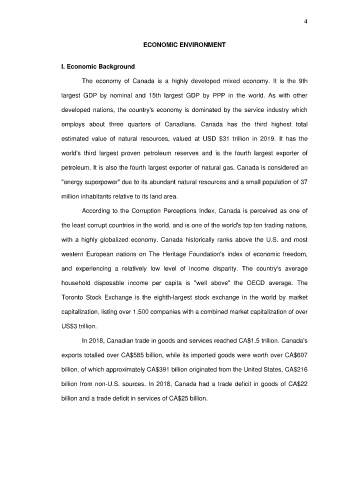 4
ECONOMIC ENVIRONMENT
I. Economic Background
The economy of Canada is a highly developed mixed economy. It is the 9th
largest GDP by nominal and 15th largest GDP by PPP in the world. As with other
developed nations, the country's economy is dominated by the service industry which
employs about three quarters of Canadians. Canada has the third highest total
estimated value of natural resources, valued at USD $31 trillion in 2019. It has the
world's third largest proven petroleum reserves and is the fourth largest exporter of
petroleum. It is also the fourth largest exporter of natural gas. Canada is considered an
"energy superpower" due to its abundant natural resources and a small population of 37
million inhabitants relative to its land area.
According to the Corruption Perceptions Index, Canada is perceived as one of
the least corrupt countries in the world, and is one of the world's top ten trading nations,
with a highly globalized economy. Canada historically ranks above the U.S. and most
western European nations on The Heritage Foundation's index of economic freedom,
and experiencing a relatively low level of income disparity. The country's average
household disposable income per capita is "well above" the OECD average. The
Toronto Stock Exchange is the eighth-largest stock exchange in the world by market
capitalization, listing over 1,500 companies with a combined market capitalization of over
US$3 trillion.
In 2018, Canadian trade in goods and services reached CA$1.5 trillion. Canada's
exports totalled over CA$585 billion, while its imported goods were worth over CA$607
billion, of which approximately CA$391 billion originated from the United States, CA$216
billion from non-U.S. sources. In 2018, Canada had a trade deficit in goods of CA$22
billion and a trade deficit in services of CA$25 billion.